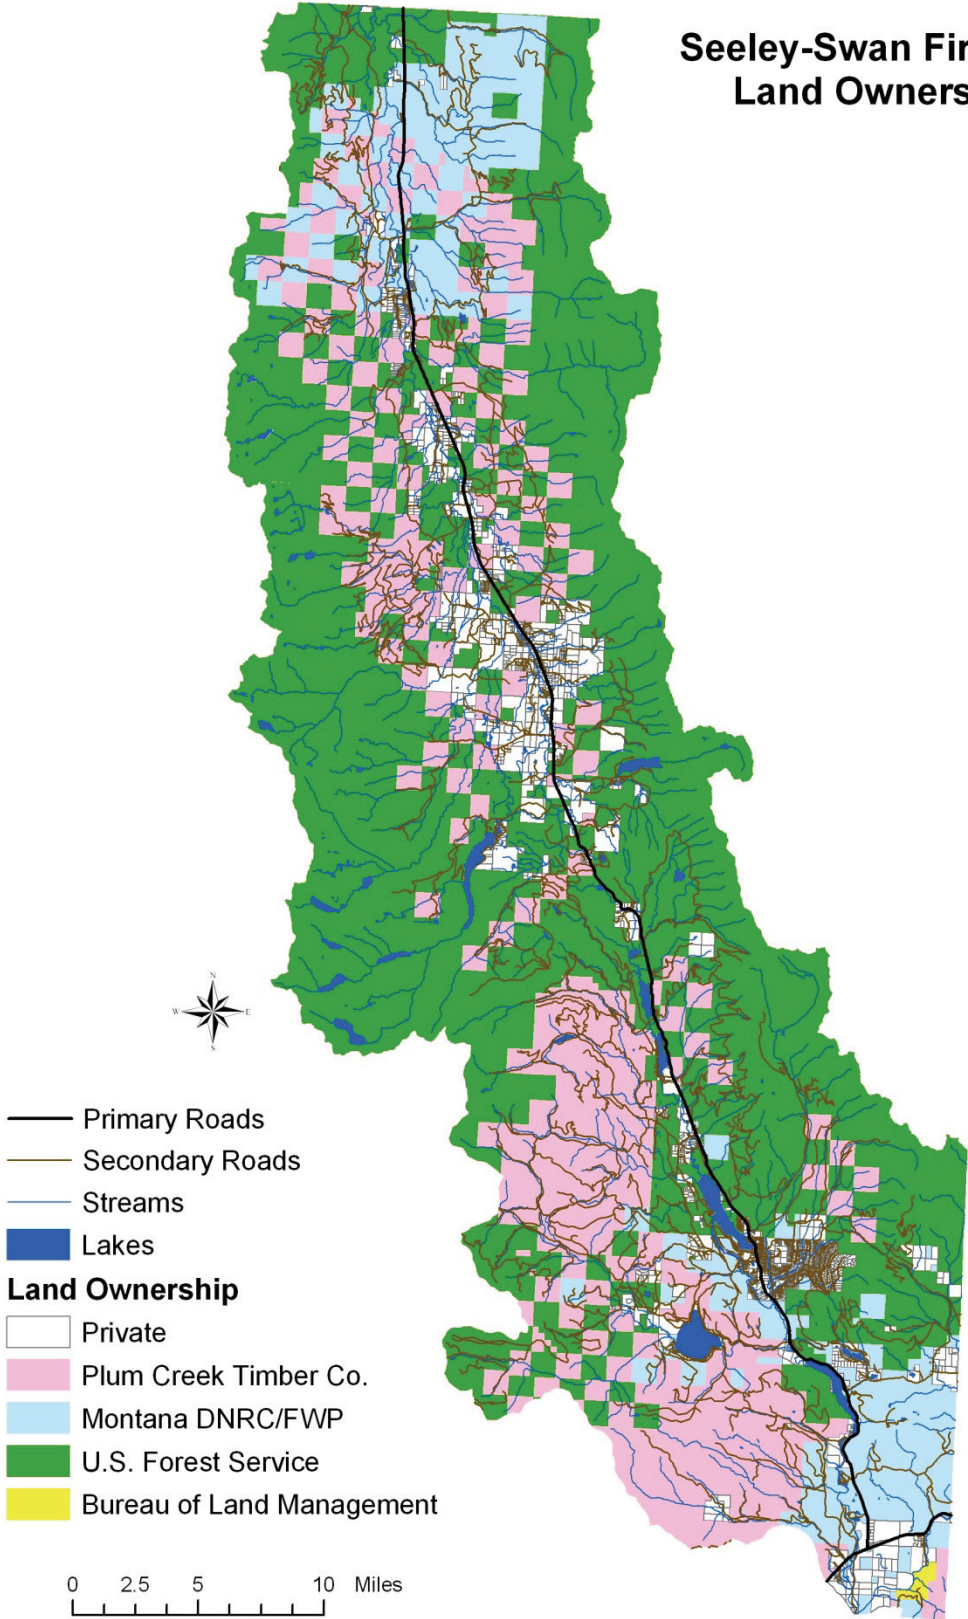 Seeley-Swan Fir
Land Owners
N
W E
S
Primary Roads
Secondary Roads
Streams
Lakes
Land Ownership
Private
Plum Creek Timber Co.
Montana DNRC/FWP
U.S. Forest Service
Bureau of Land Management
0 2.5 5 10 Miles